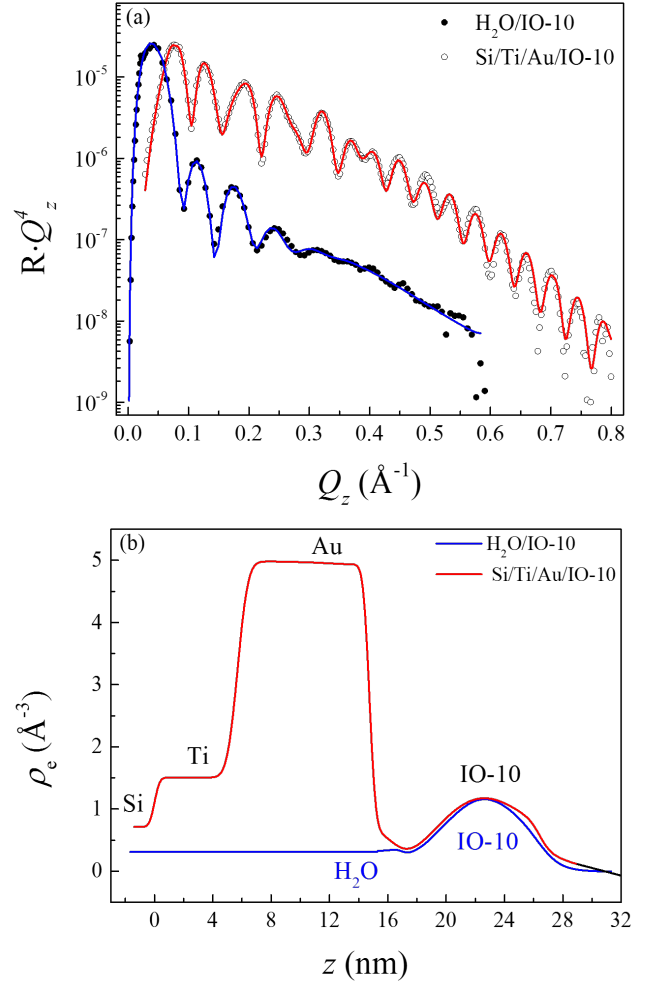 (a)
H₂O/IO-10
Si/Ti/Au/IO-10
10⁻⁵
10⁻⁶
10⁻⁷
10⁻⁸
10⁻⁹
R·Q⁴z
0.0 0.1 0.2 0.3 0.4 0.5 0.6 0.7 0.8
Qz (Å⁻¹)
(b)
Au
H₂O/IO-10
Si/Ti/Au/IO-10
5
4
3
2
1
0
ρe (Å⁻³)
Ti
Si
IO-10
IO-10
H₂O
0 4 8 12 16 20 24 28 32
z (nm)